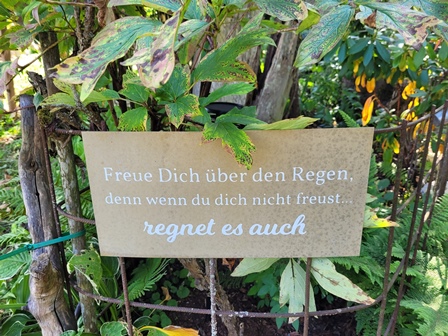 Freue Dich über den Regen,
denn wenn du dich nicht freust...
regnet es auch